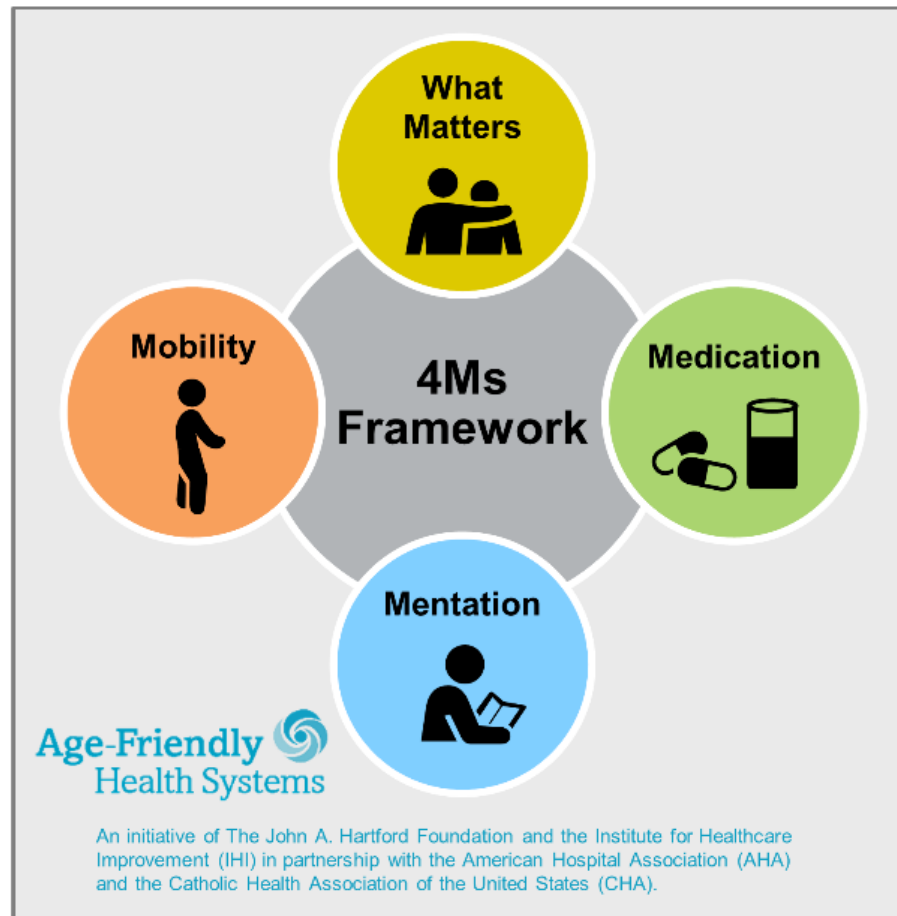 What
Matters
Mobility
4Ms
Framework
Medication
Mentation
Age-Friendly
Health Systems
An initiative of The John A. Hartford Foundation and the Institute for Healthcare
Improvement (IHI) in partnership with the American Hospital Association (AHA)
and the Catholic Health Association of the United States (CHA).